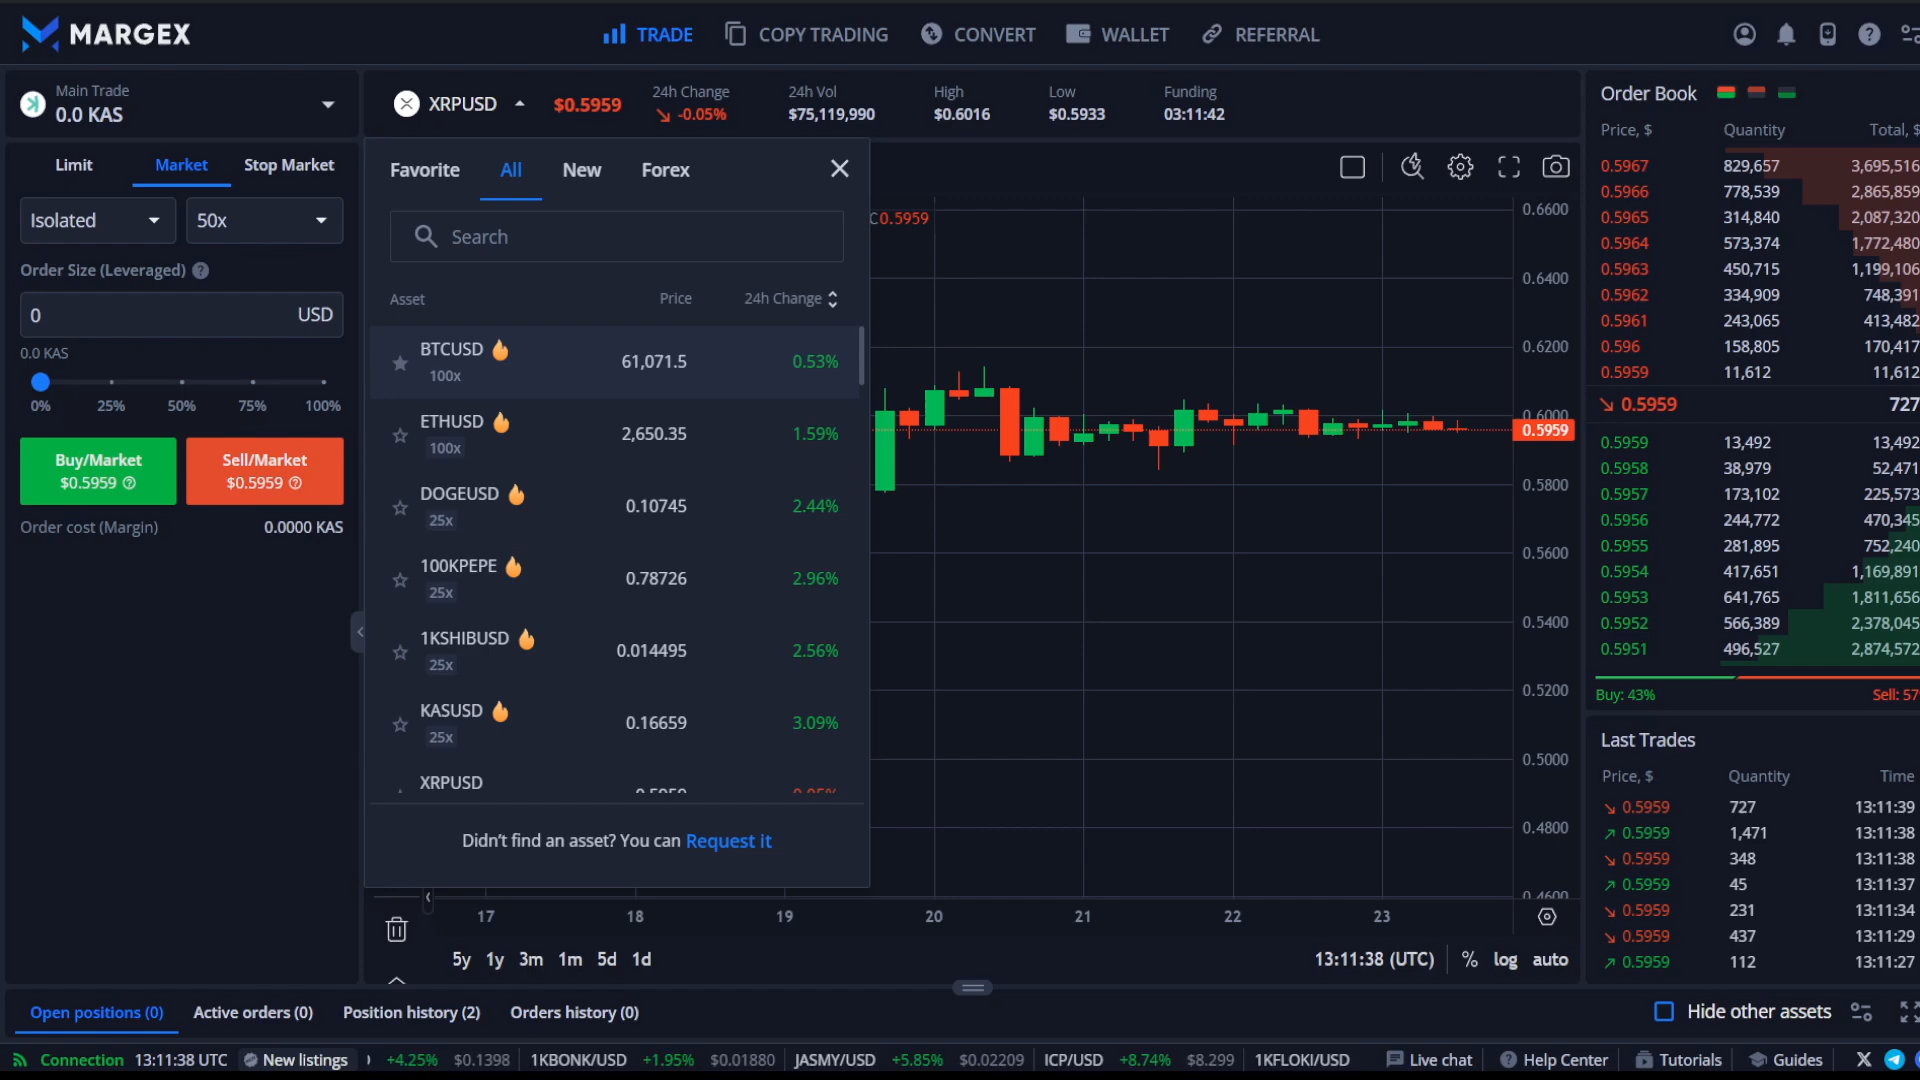 MARGEX
TRADE
COPY TRADING
CONVERT
WALLET
REFERRAL
Main Trade
0.0 KAS
XRPUSD
$0.5959
24h Change
-0.05%
24h Vol
$75,119,990
High
$0.6016
Low
$0.5933
Funding
03:11:42
Limit Market Stop Market
Isolated 50x
Order Size (Leveraged)
0 USD
0.0 KAS
0% 25% 50% 75% 100%
Buy/Market
$0.5959
Sell/Market
$0.5959
Order cost (Margin) 0.0000 KAS
Favorite All New Forex
Search
Asset Price 24h Change
BTCUSD 61,071.5 0.53%
100x
ETHUSD 2,650.35 1.59%
100x
DOGEUSD 0.10745 2.44%
25x
100KPEPE 0.78726 2.96%
25x
1KSHIBUSD 0.014495 2.56%
25x
KASUSD 0.16659 3.09%
25x
XRPUSD
Didn't find an asset? You can Request it
C0.5959
0.6600
0.6400
0.6200
0.6000
0.5959
0.5800
0.5600
0.5400
0.5200
0.5000
0.4800
0.4600
17 18 19 20 21 22 23
5y 1y 3m 1m 5d 1d
13:11:38 (UTC) % log auto
Order Book
Price, $ Quantity Total, $
0.5967 829,657 3,695,516
0.5966 778,539 2,865,859
0.5965 314,840 2,087,320
0.5964 573,374 1,772,480
0.5963 450,715 1,199,106
0.5962 334,909 748,391
0.5961 243,065 413,482
0.596 158,805 170,417
0.5959 11,612 11,612
0.5959 727
0.5959 13,492 13,492
0.5958 38,979 52,471
0.5957 173,102 225,573
0.5956 244,772 470,345
0.5955 281,895 752,240
0.5954 417,651 1,169,891
0.5953 641,765 1,811,656
0.5952 566,389 2,378,045
0.5951 496,527 2,874,572
Buy: 43% Sell: 57
Last Trades
Price, $ Quantity Time
0.5959 727 13:11:39
0.5959 1,471 13:11:38
0.5959 348 13:11:38
0.5959 45 13:11:37
0.5959 231 13:11:34
0.5959 437 13:11:29
0.5959 112 13:11:27
Open positions (0) Active orders (0) Position history (2) Orders history (0)
Hide other assets
Connection 13:11:38 UTC New listings +4.25% $0.1398 1KBONK/USD +1.95% $0.01880 JASMY/USD +5.85% $0.02209 ICP/USD +8.74% $8.299 1KFLOKI/USD Live chat Help Center Tutorials Guides